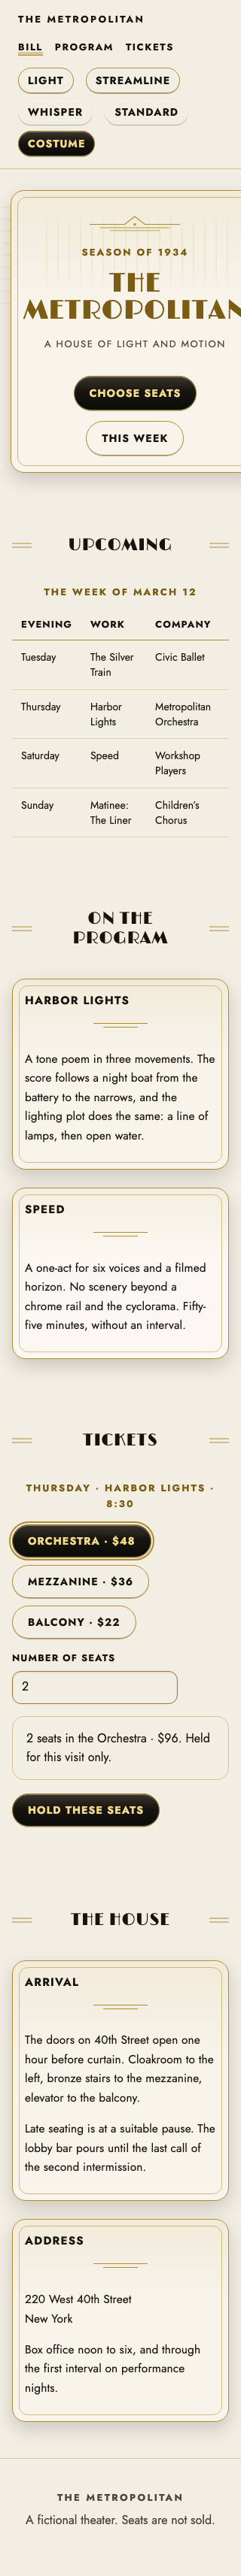 THE METROPOLITAN
BILL PROGRAM TICKETS
LIGHT STREAMLINE
WHISPER STANDARD
COSTUME
SEASON OF 1934
THE
METROPOLITAN
A HOUSE OF LIGHT AND MOTION
CHOOSE SEATS
THIS WEEK
UPCOMING
THE WEEK OF MARCH 12
EVENING WORK COMPANY
Tuesday The Silver Train Civic Ballet
Thursday Harbor Lights Metropolitan Orchestra
Saturday Speed Workshop Players
Sunday Matinee: The Liner Children's Chorus
ON THE
PROGRAM
HARBOR LIGHTS
A tone poem in three movements. The
score follows a night boat from the
battery to the narrows, and the
lighting plot does the same: a line of
lamps, then open water.
SPEED
A one-act for six voices and a filmed
horizon. No scenery beyond a
chrome rail and the cyclorama. Fifty-
five minutes, without an interval.
TICKETS
THURSDAY · HARBOR LIGHTS ·
8:30
ORCHESTRA · $48
MEZZANINE · $36
BALCONY · $22
NUMBER OF SEATS
2
2 seats in the Orchestra · $96. Held
for this visit only.
HOLD THESE SEATS
THE HOUSE
ARRIVAL
The doors on 40th Street open one
hour before curtain. Cloakroom to the
left, bronze stairs to the mezzanine,
elevator to the balcony.
Late seating is at a suitable pause. The
lobby bar pours until the last call of
the second intermission.
ADDRESS
220 West 40th Street
New York
Box office noon to six, and through
the first interval on performance
nights.
THE METROPOLITAN
A fictional theater. Seats are not sold.